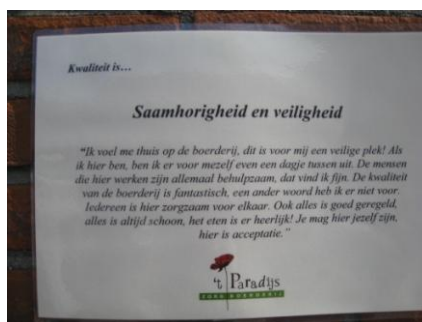 Kwaliteit is...
Saamhorigheid en veiligheid
"Ik voel me thuis op de boerderij, dit is voor mij een veilige plek! Als
ik hier ben, ben ik er voor mezelf even een dagje tussen uit. De mensen
die hier werken zijn allemaal behulpzaam, dat vind ik fijn. De kwaliteit
van de boerderij is fantastisch, een ander woord heb ik er niet voor.
Iedereen is hier zorgzaam voor elkaar. Ook alles is goed geregeld,
alles is altijd schoon, het eten is er heerlijk! Je mag hier jezelf zijn,
hier is acceptatie."
't Paradijs
ZORG BOERDERIJ